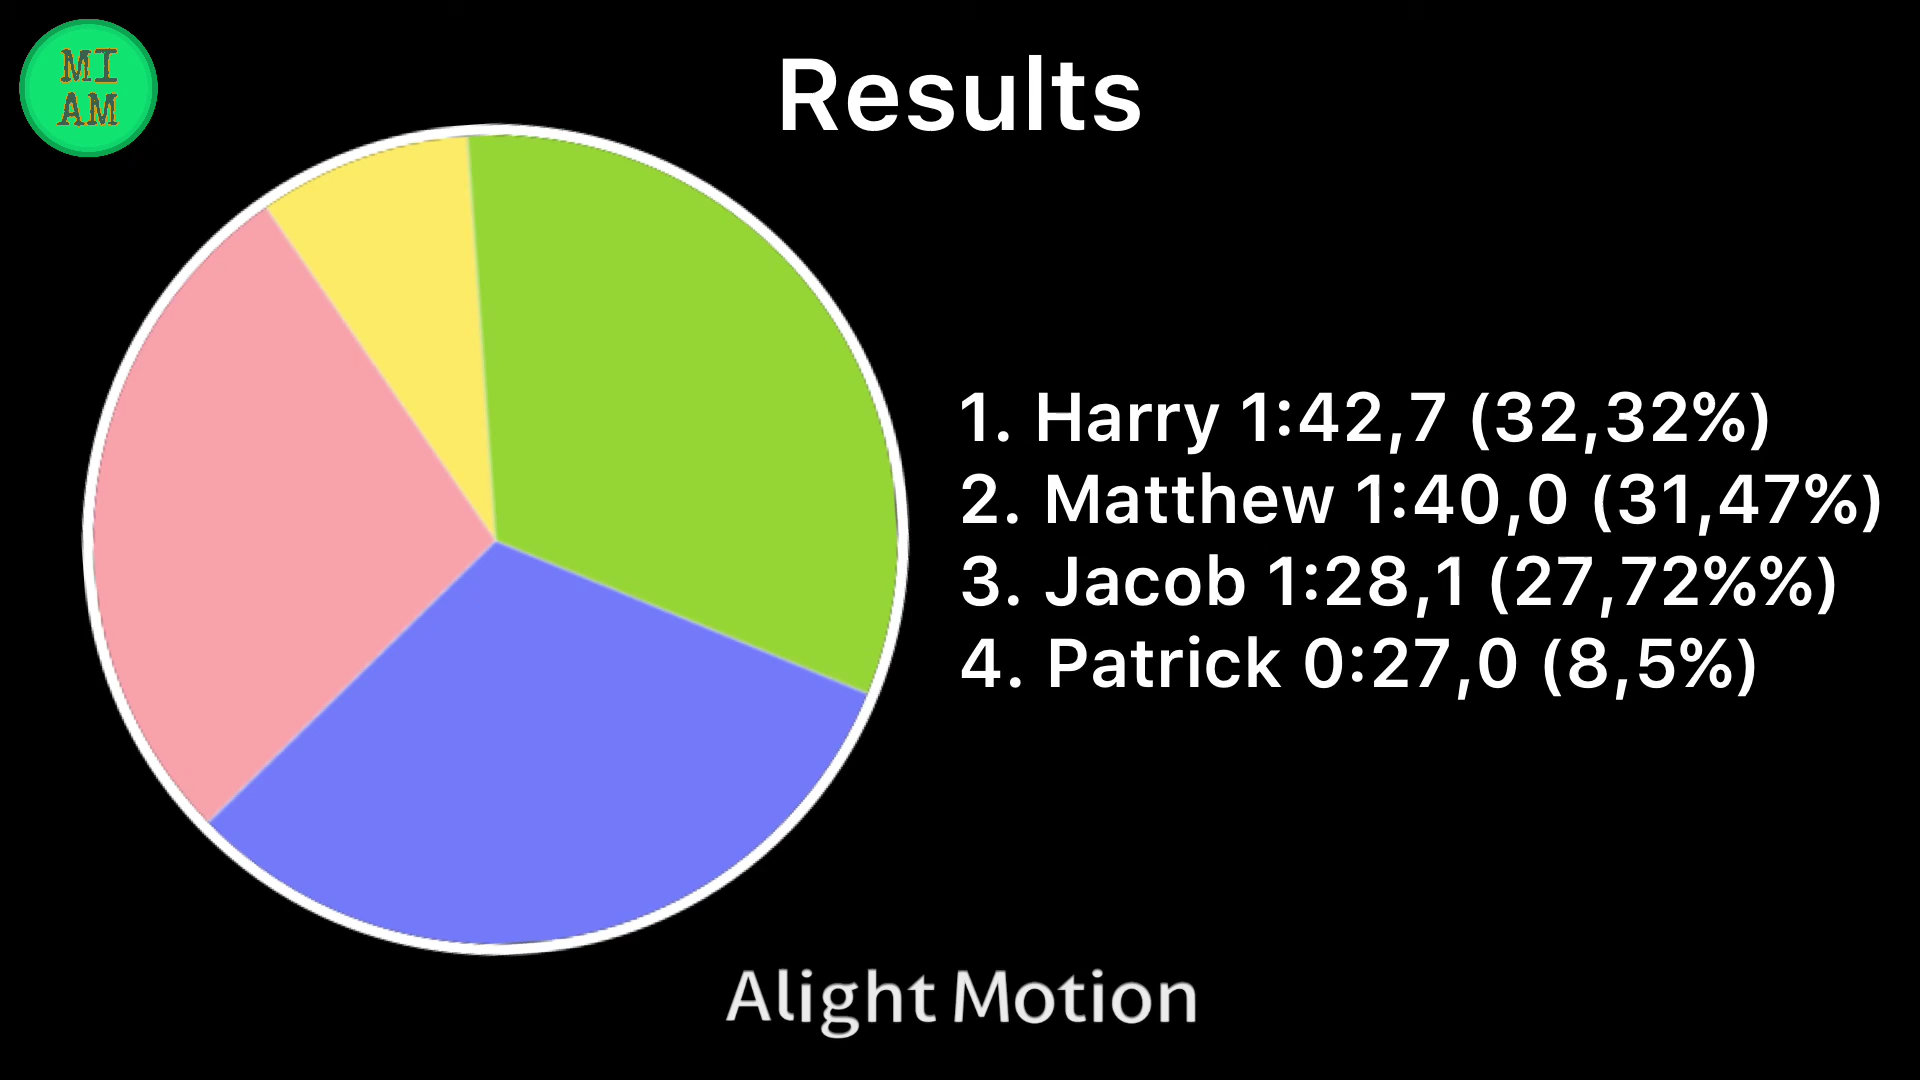 MI
AM
Results
1. Harry 1:42,7 (32,32%)
2. Matthew 1:40,0 (31,47%)
3. Jacob 1:28,1 (27,72%%)
4. Patrick 0:27,0 (8,5%)
Alight Motion